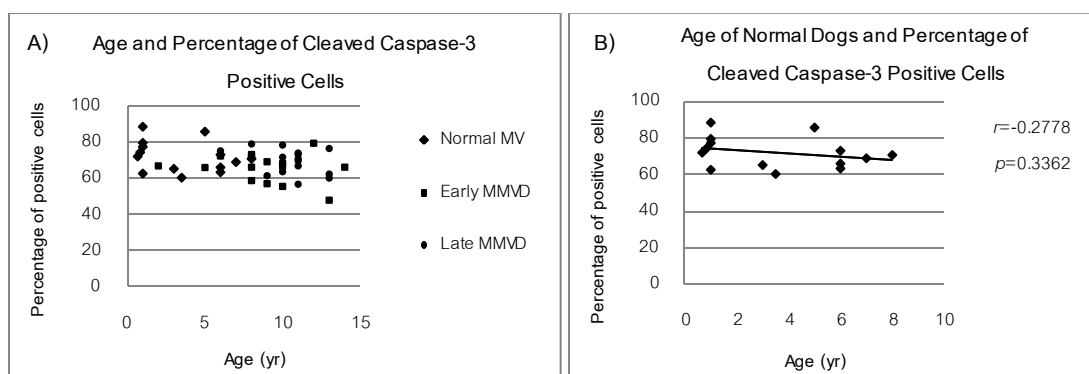 A)
Age and Percentage of Cleaved Caspase-3
Positive Cells
Percentage of positive cells
100
80
60
40
20
0
0 5 10 15
Age (yr)
Normal MV
Early MMVD
Late MMVD
B)
Age of Normal Dogs and Percentage of
Cleaved Caspase-3 Positive Cells
Percentage of positive cells
100
80
60
40
20
0
0 2 4 6 8 10
Age (yr)
r=-0.2778
p=0.3362